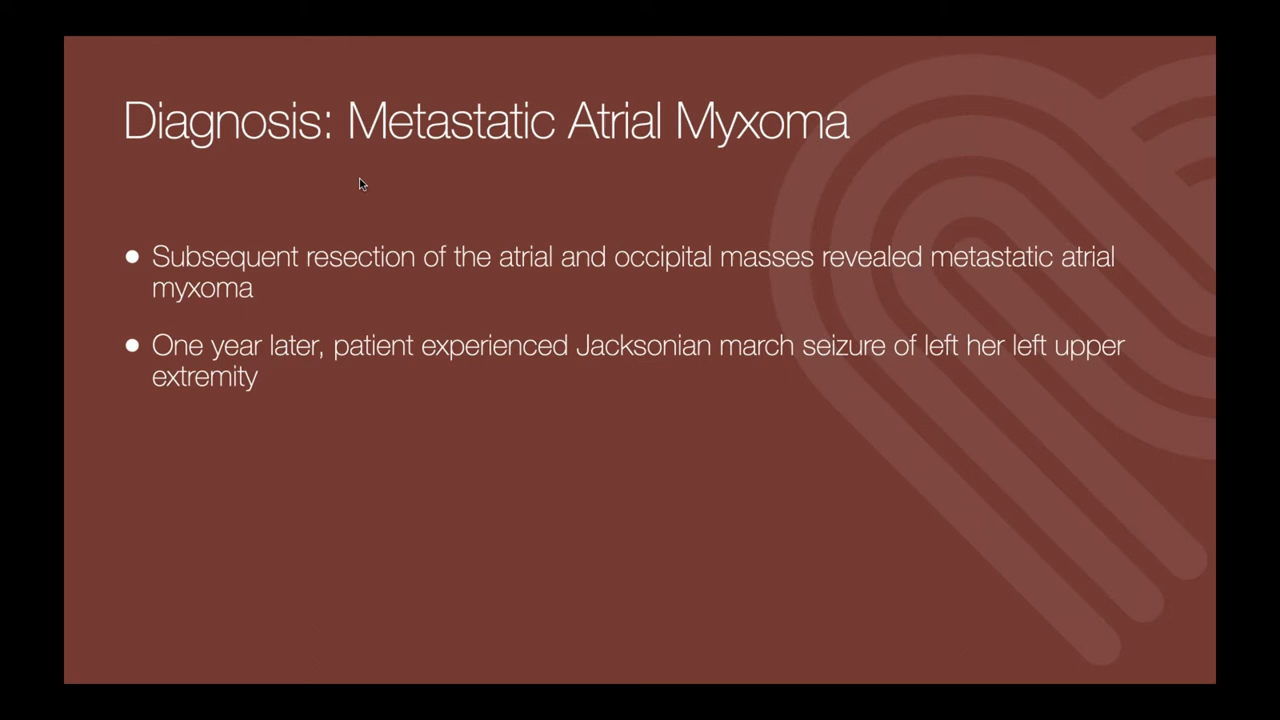 Diagnosis: Metastatic Atrial Myxoma
● Subsequent resection of the atrial and occipital masses revealed metastatic atrial
myxoma
● One year later, patient experienced Jacksonian march seizure of left her left upper
extremity